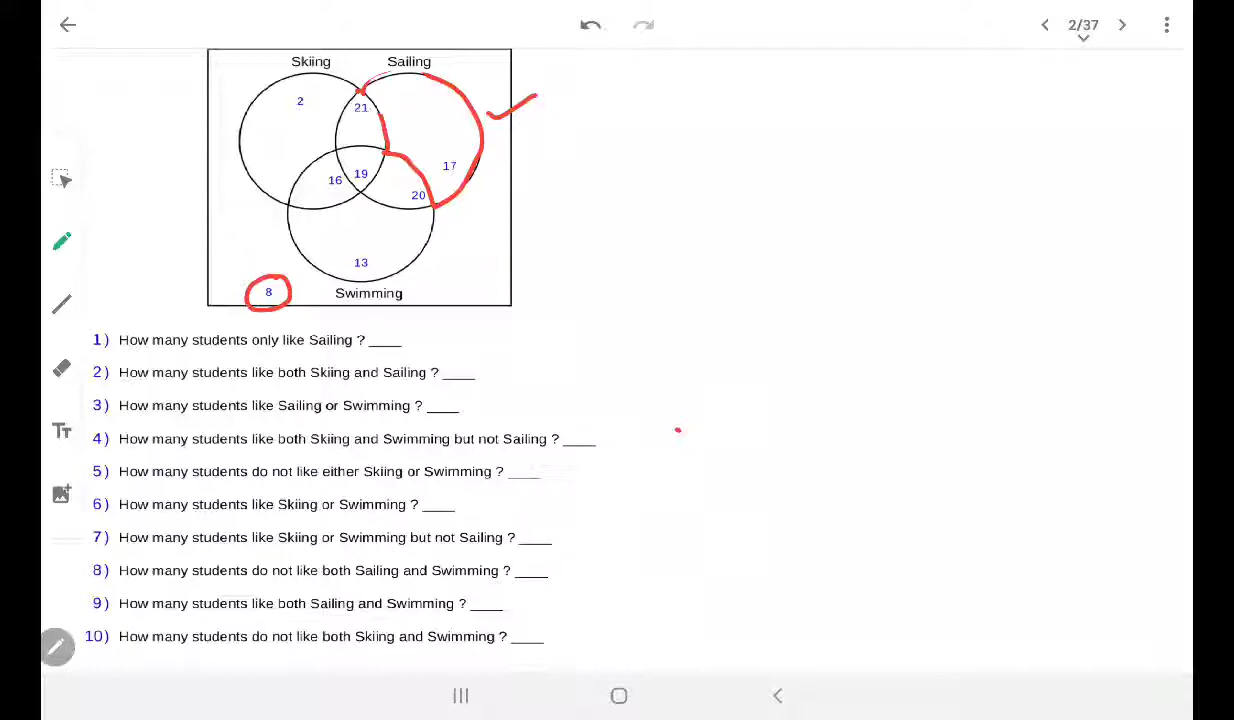 2/37
Skiing Sailing
2
21
17
19
16
20
13
8
Swimming
1) How many students only like Sailing ? ____
2) How many students like both Skiing and Sailing ? ____
3) How many students like Sailing or Swimming ? ____
4) How many students like both Skiing and Swimming but not Sailing ? ____
5) How many students do not like either Skiing or Swimming ? ____
6) How many students like Skiing or Swimming ? ____
7) How many students like Skiing or Swimming but not Sailing ? ____
8) How many students do not like both Sailing and Swimming ? ____
9) How many students like both Sailing and Swimming ? ____
10) How many students do not like both Skiing and Swimming ? ____
Tт